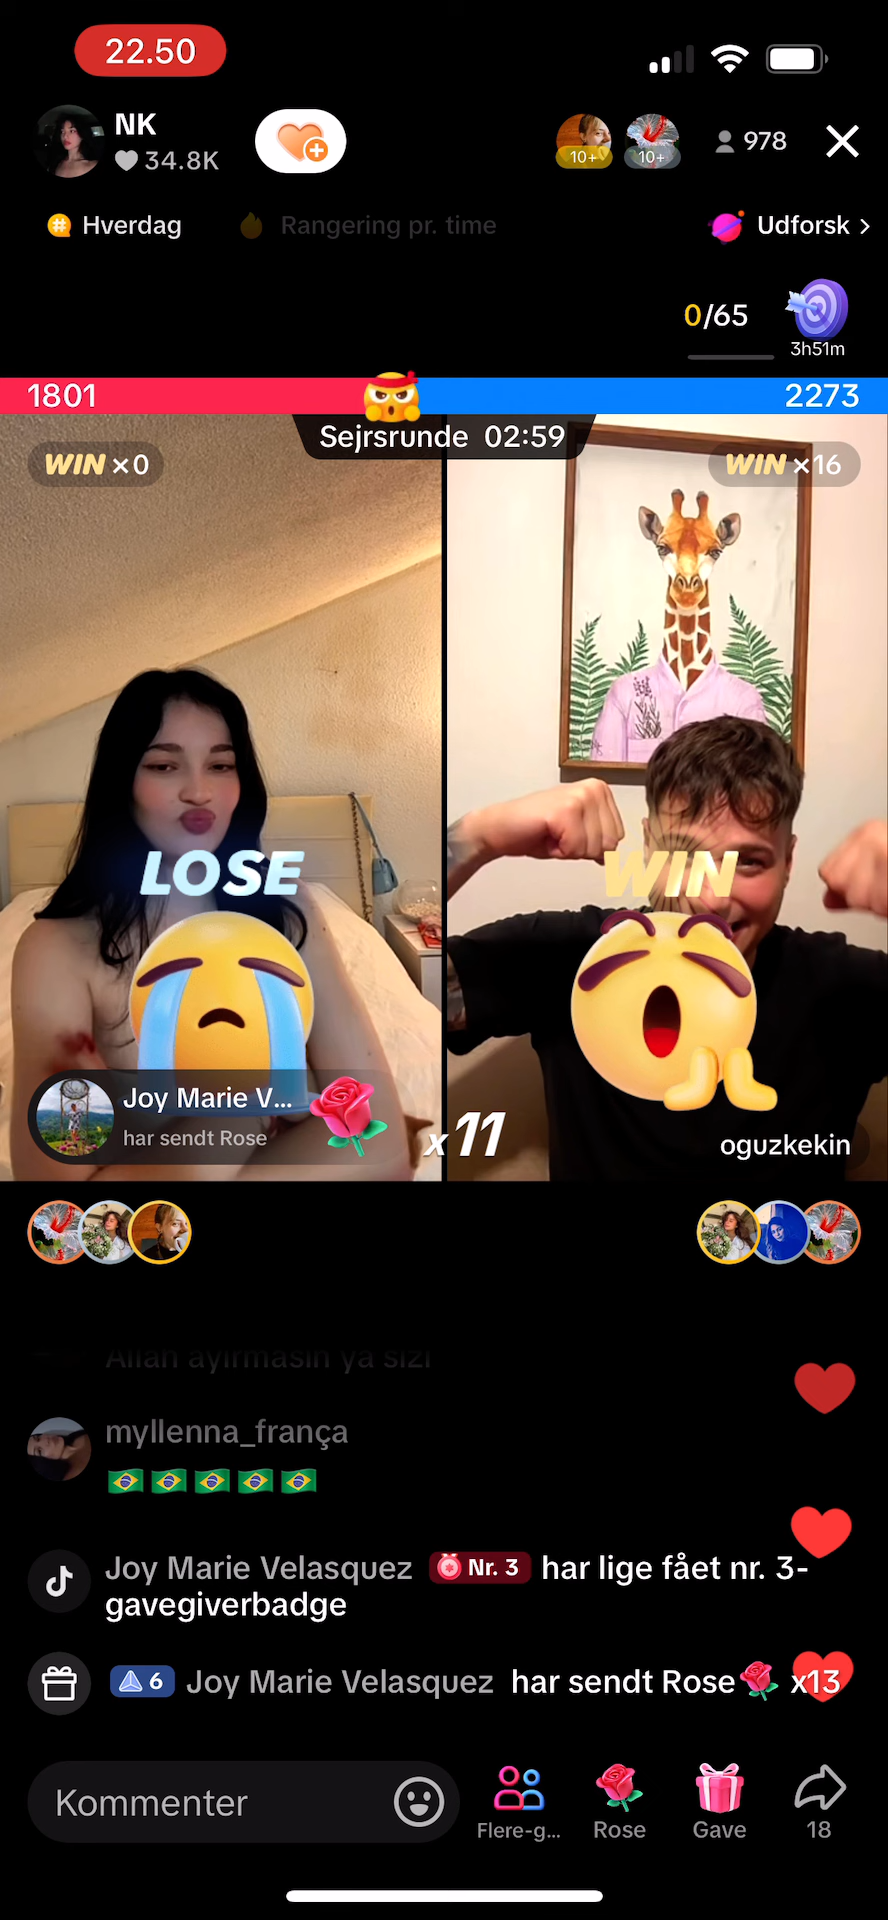 22.50
NK
34.8K
10+
10+
978
Hverdag
Rangering pr. time
Udforsk >
0/65
3h51m
1801
2273
Sejrsrunde 02:59
WIN ×0
WIN ×16
LOSE
WIN
Joy Marie V...
har sendt Rose
x11
oguzkekin
Allah ayirmasin ya sizi
myllenna_frança
🇧🇷🇧🇷🇧🇷🇧🇷🇧🇷
Joy Marie Velasquez Nr. 3 har lige fået nr. 3-
gavegiverbadge
6 Joy Marie Velasquez har sendt Rose x13
Kommenter
Flere-g...
Rose
Gave
18